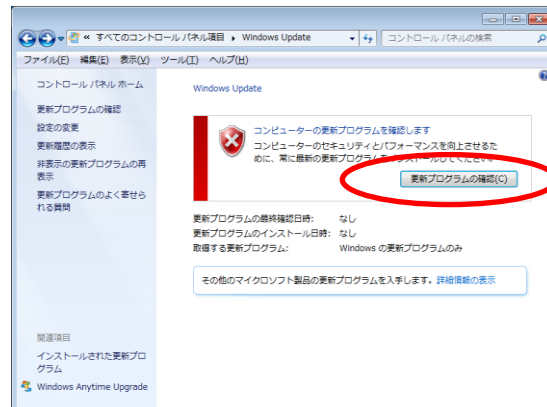 « すべてのコントロール パネル項目 ▸ Windows Update
コントロール パネルの検索
ファイル(F) 編集(E) 表示(V) ツール(T) ヘルプ(H)
コントロール パネル ホーム
更新プログラムの確認
設定の変更
更新履歴の表示
非表示の更新プログラムの再
表示
更新プログラムのよく寄せら
れる質問
Windows Update
コンピューターの更新プログラムを確認します
コンピューターのセキュリティとパフォーマンスを向上させるた
めに、常に最新の更新プログラムをインストールしてください。
更新プログラムの確認(C)
更新プログラムの最終確認日時: なし
更新プログラムのインストール日時: なし
取得する更新プログラム: Windows の更新プログラムのみ
その他のマイクロソフト製品の更新プログラムを入手します。 詳細情報の表示
関連項目
インストールされた更新プロ
グラム
Windows Anytime Upgrade